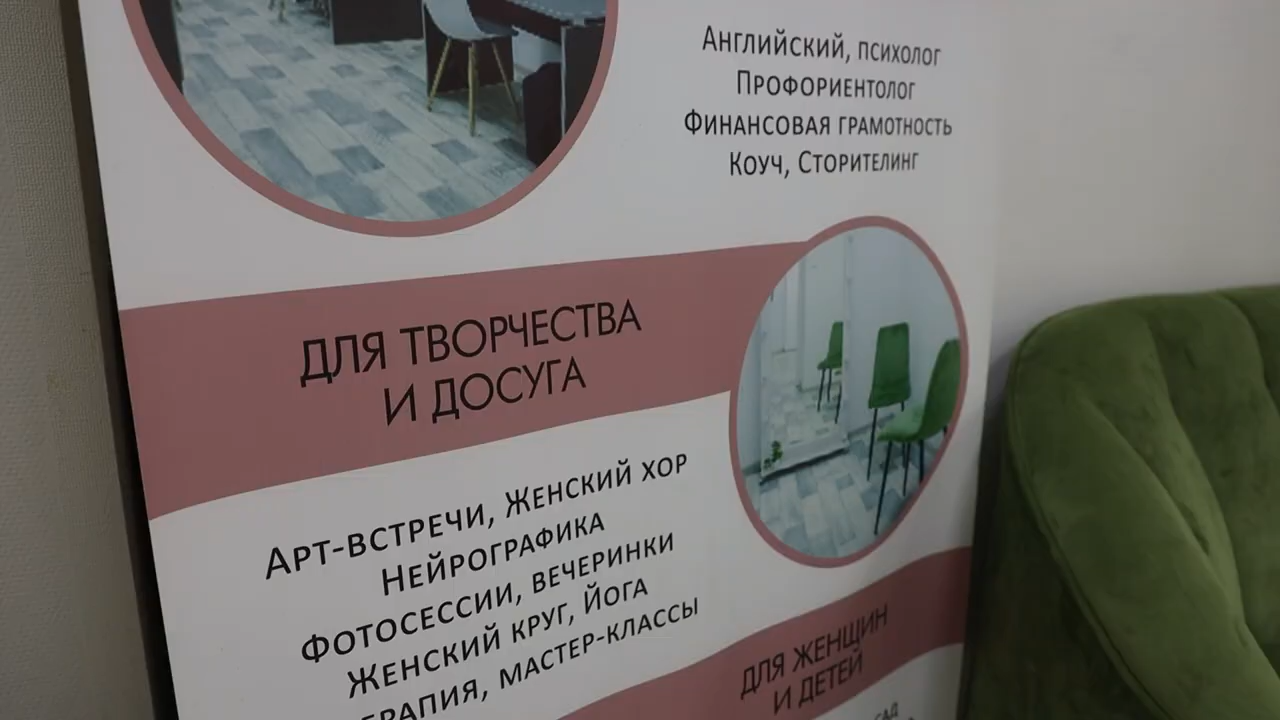 Английский, психолог
Профориентолог
Финансовая грамотность
Коуч, Сторителинг
ДЛЯ ТВОРЧЕСТВА
И ДОСУГА
Арт-встречи, Женский хор
Нейрографика
Фотосессии, вечеринки
Женский круг, Йога
мастер-классы
ДЛЯ ЖЕНЩИН
И ДЕТЕЙ